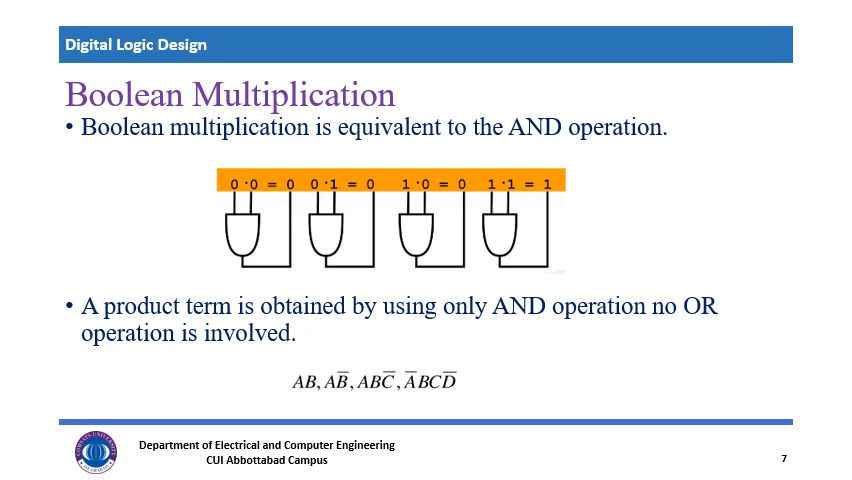 Digital Logic Design
Boolean Multiplication
• Boolean multiplication is equivalent to the AND operation.
0·0 = 0 0·1 = 0 1·0 = 0 1·1 = 1
• A product term is obtained by using only AND operation no OR
operation is involved.
AB, AB̅, ABC̅, A̅BCD̅
Department of Electrical and Computer Engineering
CUI Abbottabad Campus
7